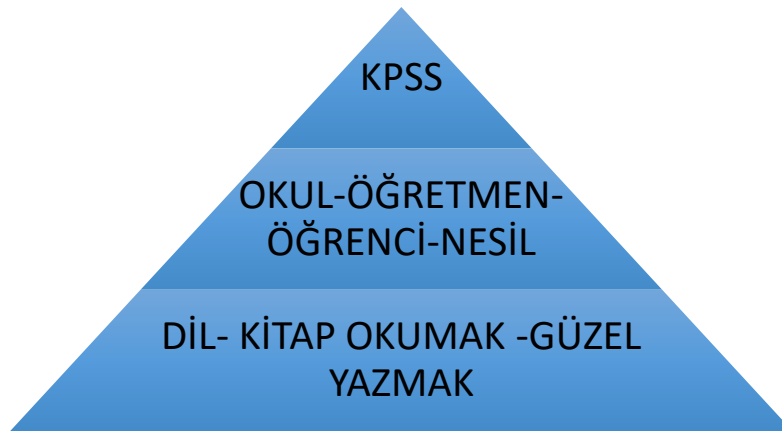 KPSS
OKUL-ÖĞRETMEN-
ÖĞRENCİ-NESİL
DİL- KİTAP OKUMAK -GÜZEL
YAZMAK